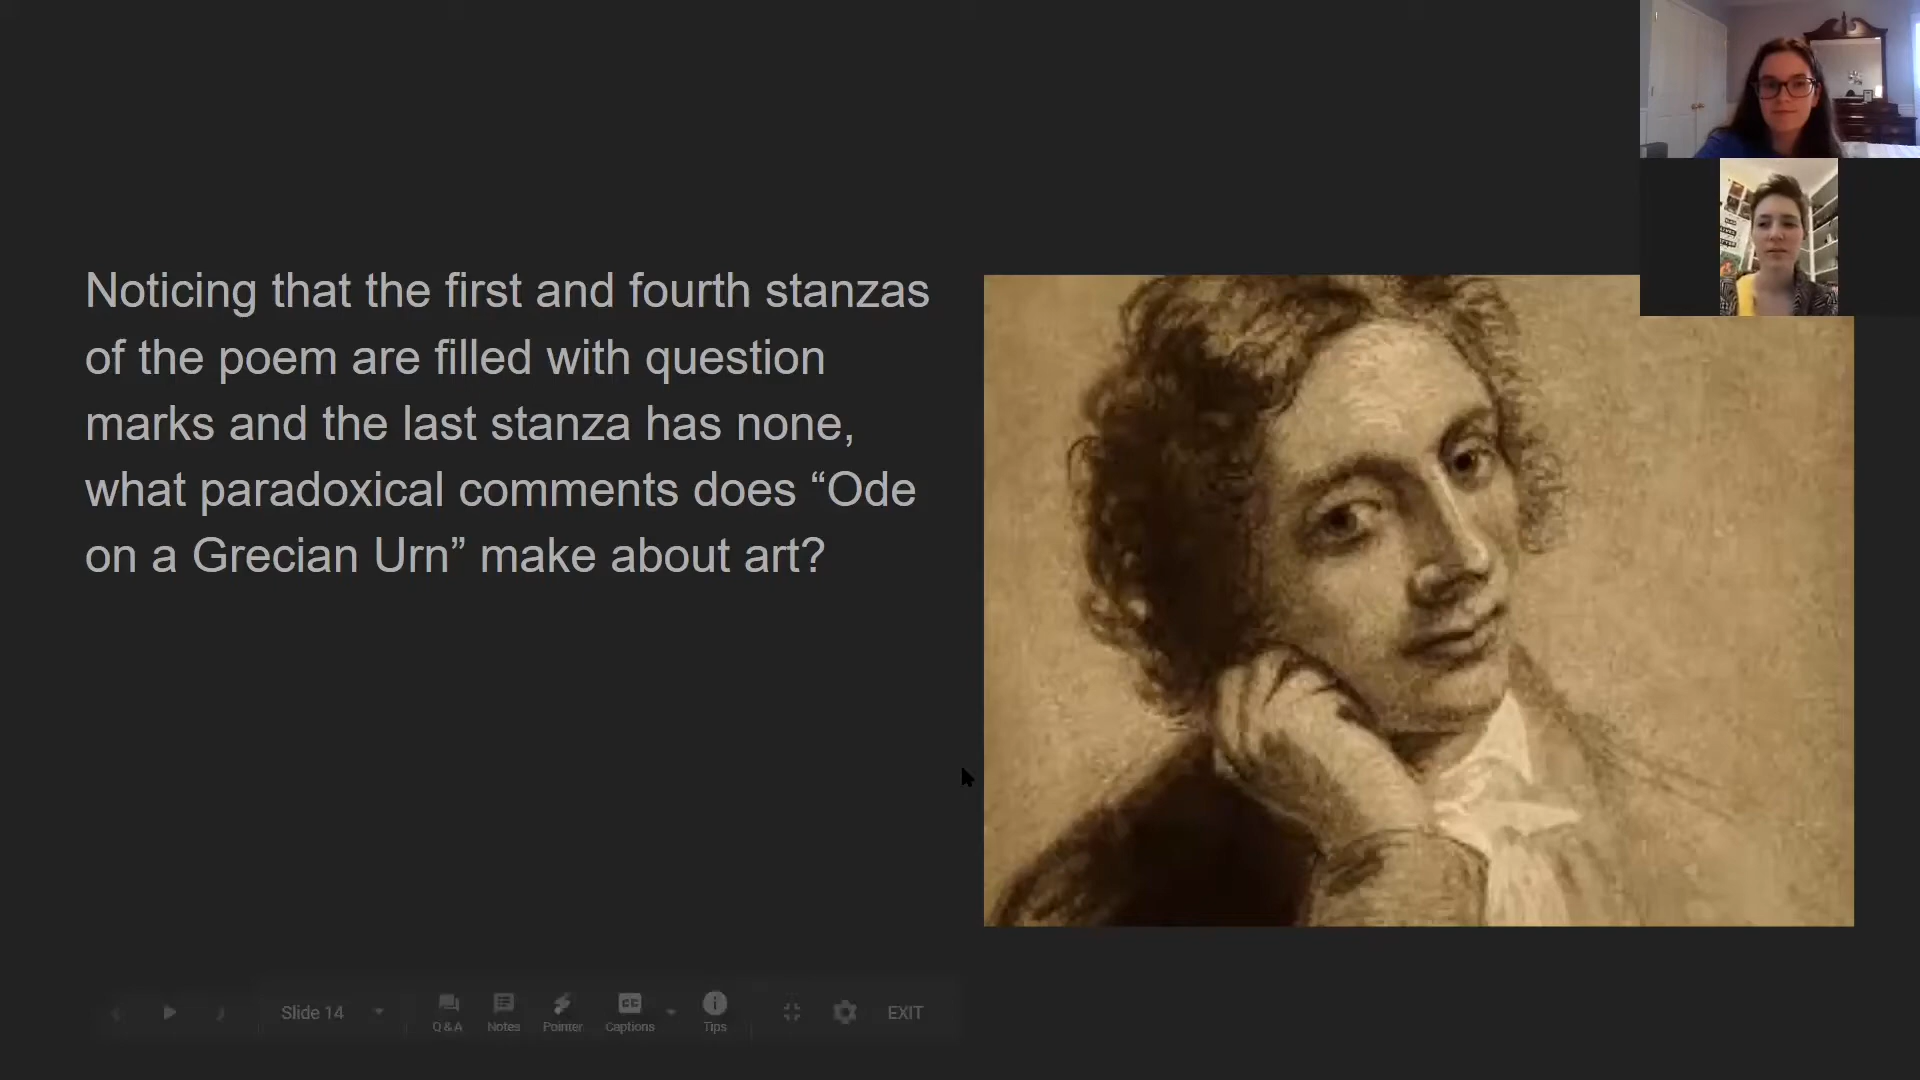 Noticing that the first and fourth stanzas
of the poem are filled with question
marks and the last stanza has none,
what paradoxical comments does “Ode
on a Grecian Urn” make about art?
Slide 14
Q&A
Notes
Pointer
Captions
Tips
EXIT